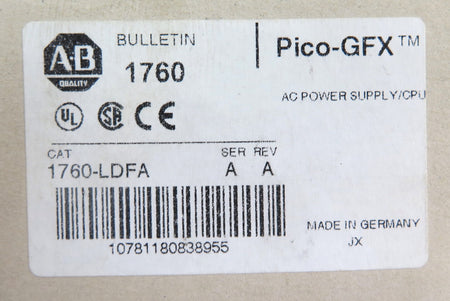 A-B
QUALITY
BULLETIN
1760
Pico-GFX™
AC POWER SUPPLY/CPU
UL SA CE
CAT SER REV
1760-LDFA A A
10781180838955
MADE IN GERMANY
JX